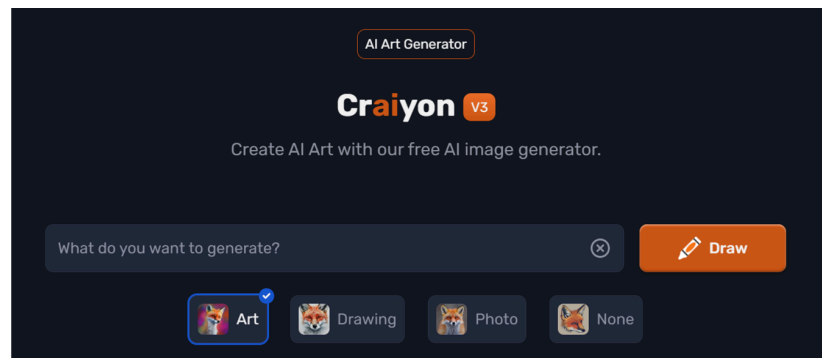 AI Art Generator
Craiyon V3
Create AI Art with our free AI image generator.
What do you want to generate?
Draw
Art
Drawing
Photo
None